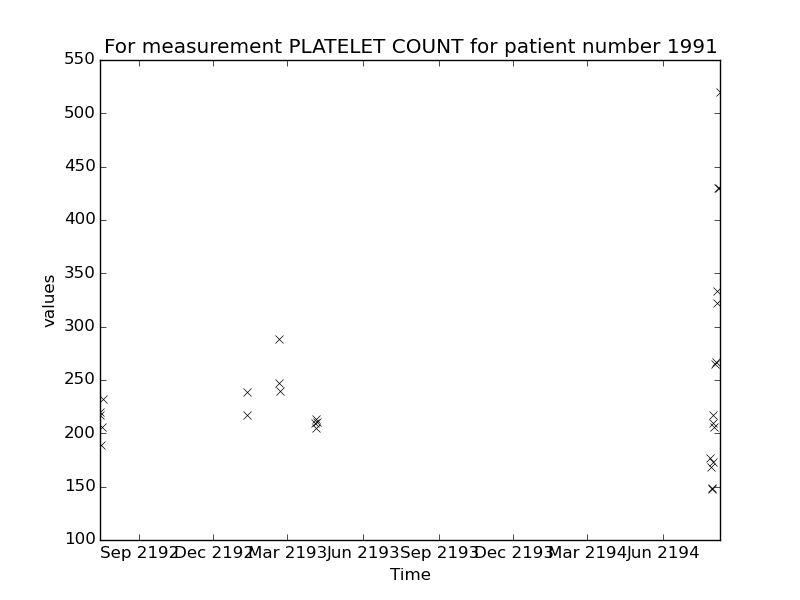 For measurement PLATELET COUNT for patient number 1991
550
500
450
400
350
300
250
200
150
100
values
Sep 2192 Dec 2192 Mar 2193 Jun 2193 Sep 2193 Dec 2193 Mar 2194 Jun 2194
Time